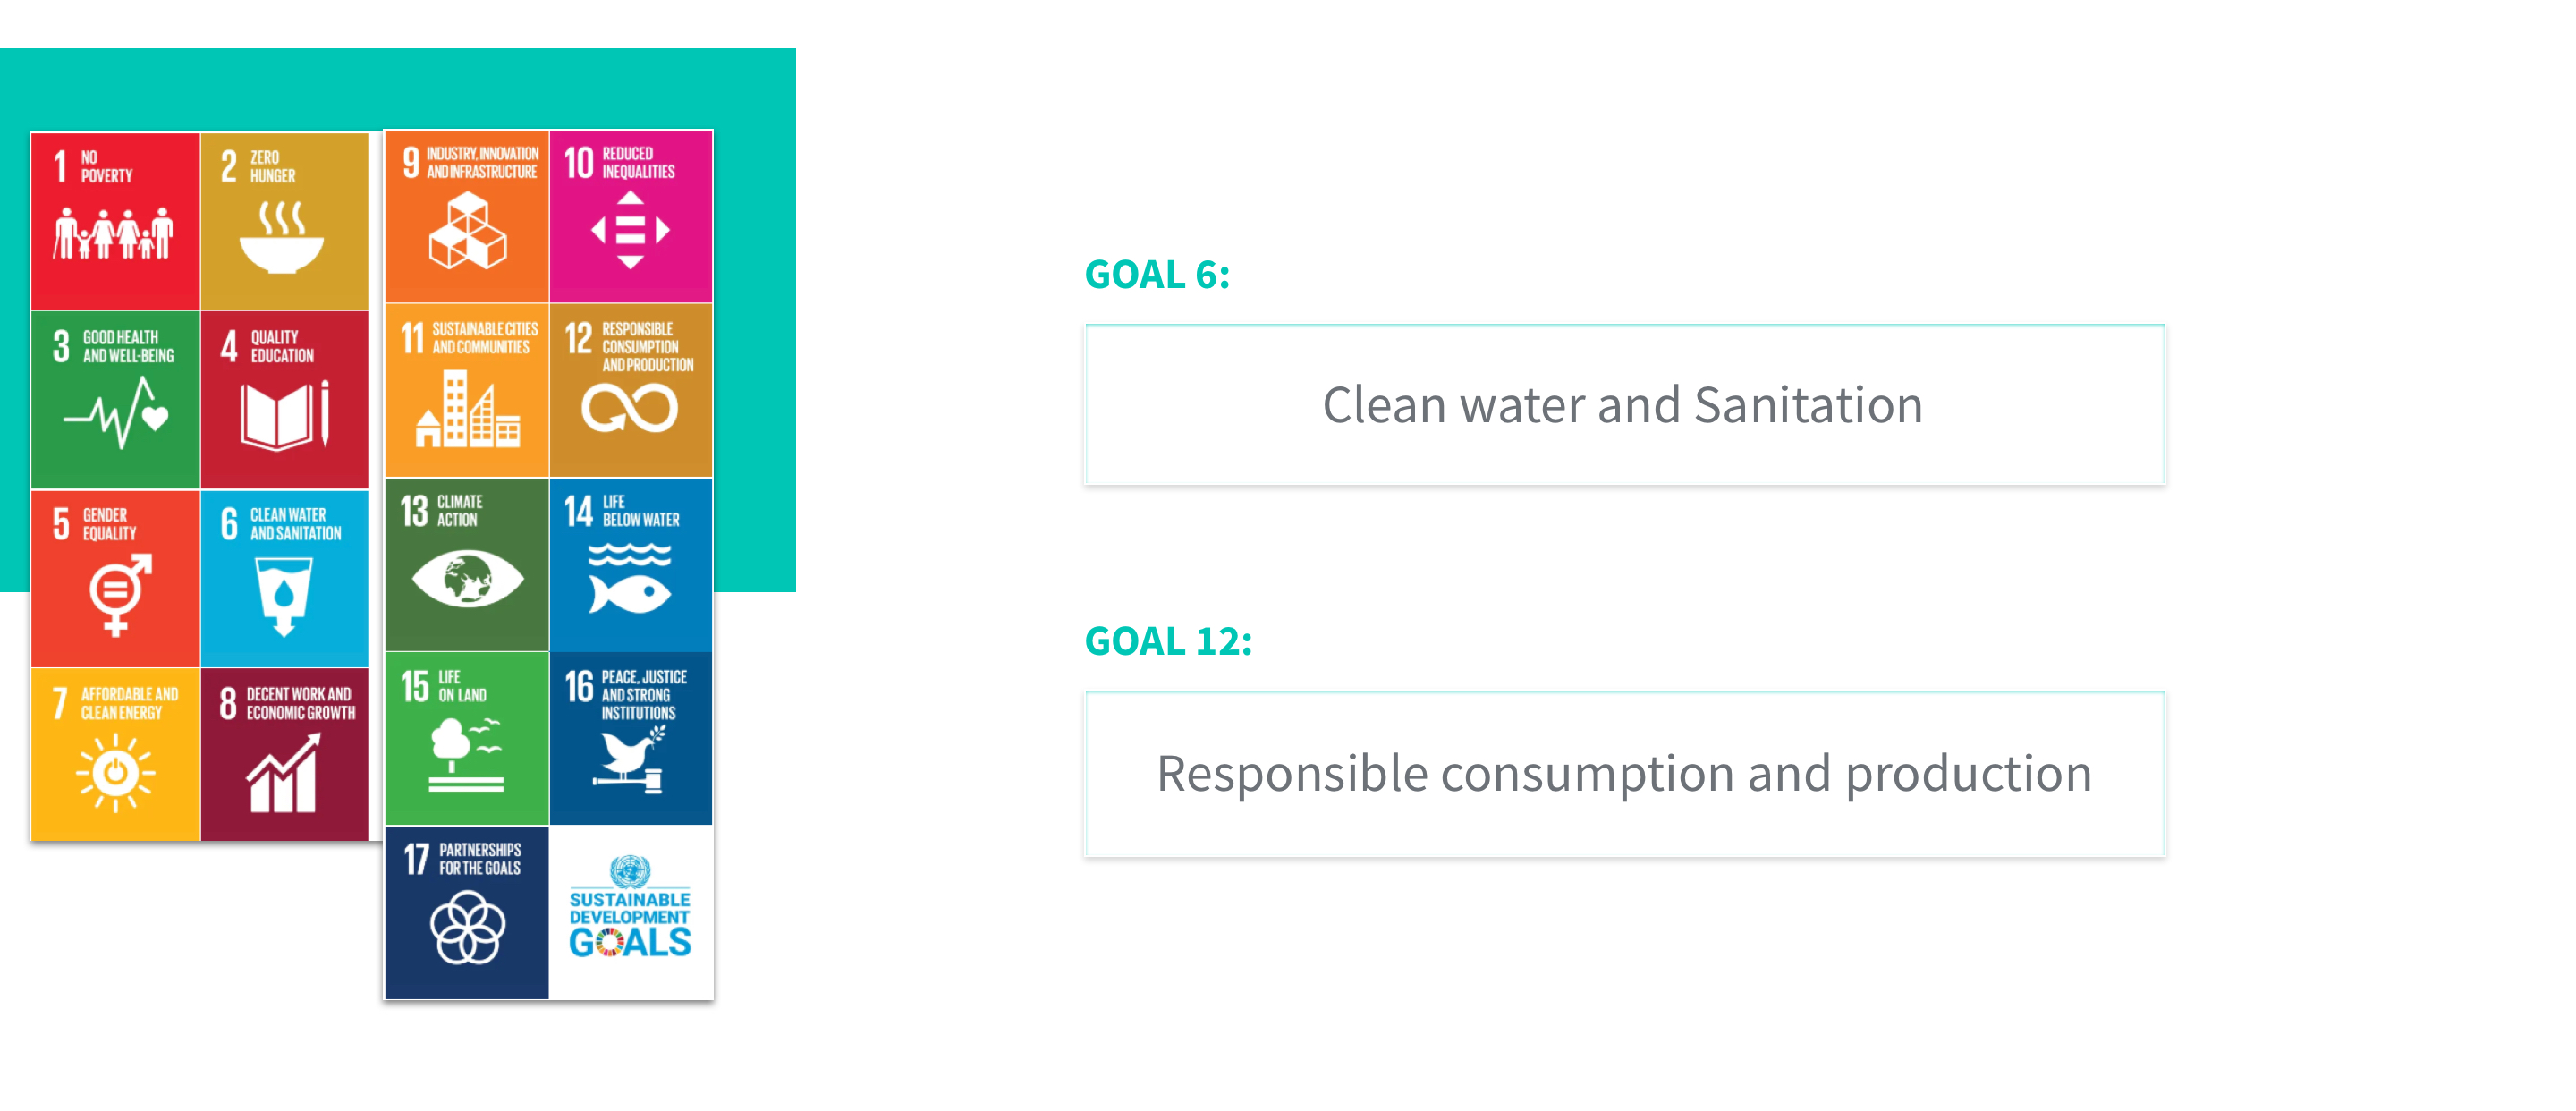 1 NO
POVERTY
2 ZERO
HUNGER
3 GOOD HEALTH
AND WELL-BEING
4 QUALITY
EDUCATION
5 GENDER
EQUALITY
6 CLEAN WATER
AND SANITATION
7 AFFORDABLE AND
CLEAN ENERGY
8 DECENT WORK AND
ECONOMIC GROWTH
9 INDUSTRY, INNOVATION
AND INFRASTRUCTURE
10 REDUCED
INEQUALITIES
11 SUSTAINABLE CITIES
AND COMMUNITIES
12 RESPONSIBLE
CONSUMPTION
AND PRODUCTION
13 CLIMATE
ACTION
14 LIFE
BELOW WATER
15 LIFE
ON LAND
16 PEACE, JUSTICE
AND STRONG
INSTITUTIONS
17 PARTNERSHIPS
FOR THE GOALS
SUSTAINABLE
DEVELOPMENT
GOALS
GOAL 6:
Clean water and Sanitation
GOAL 12:
Responsible consumption and production